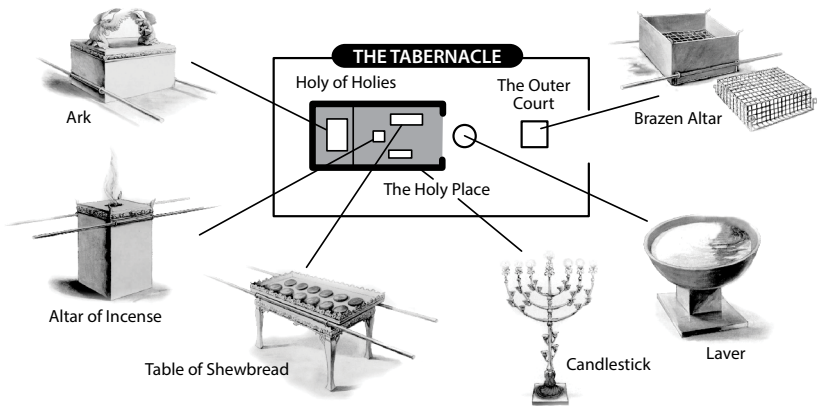 THE TABERNACLE
Holy of Holies
The Outer
Court
Ark
Brazen Altar
The Holy Place
Altar of Incense
Table of Shewbread
Candlestick
Laver